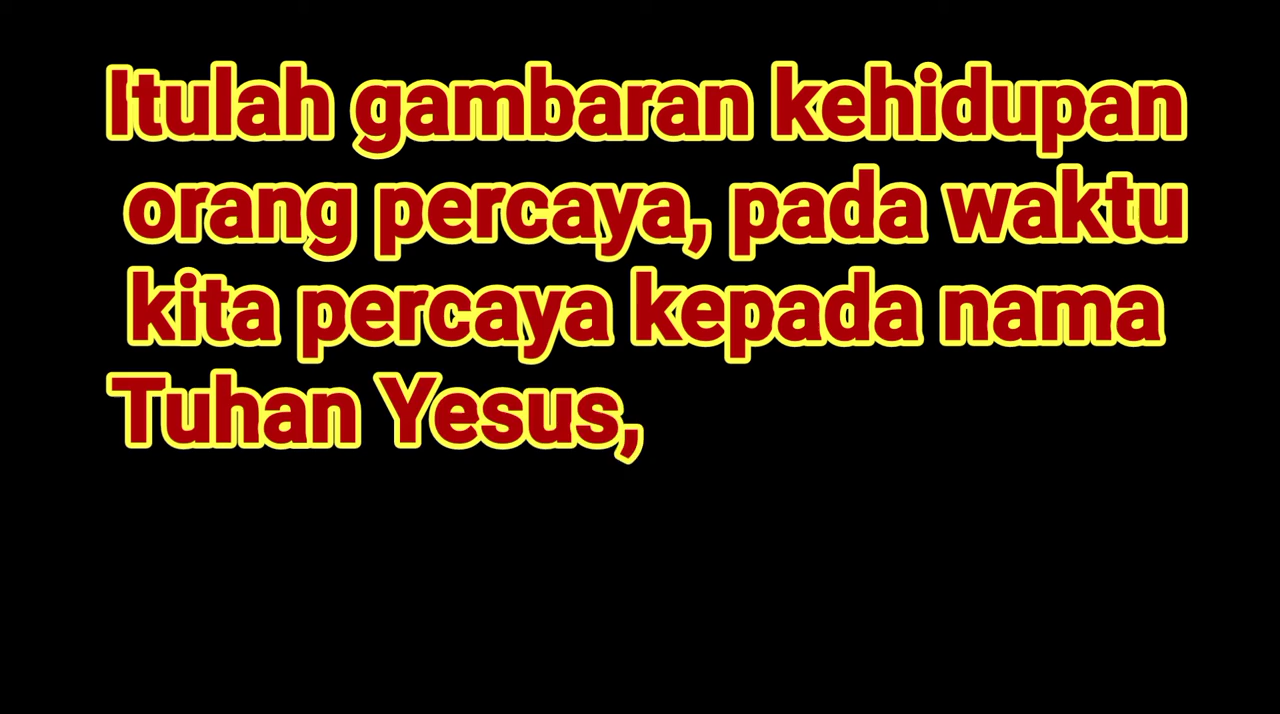 Itulah gambaran kehidupan
orang percaya, pada waktu
kita percaya kepada nama
Tuhan Yesus,